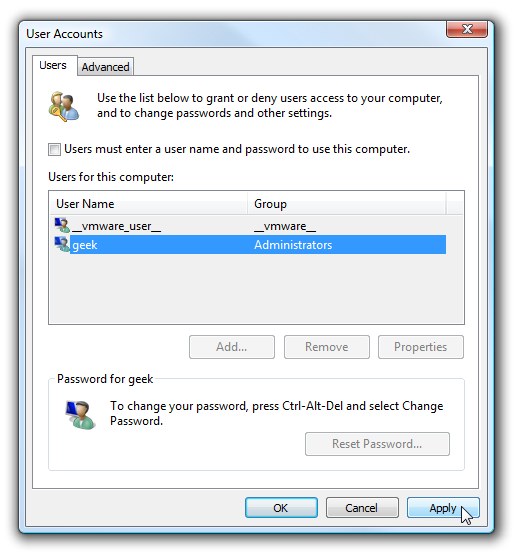 User Accounts
Users Advanced
Use the list below to grant or deny users access to your computer,
and to change passwords and other settings.
Users must enter a user name and password to use this computer.
Users for this computer:
User Name Group
__vmware_user__ __vmware__
geek Administrators
Add... Remove Properties
Password for geek
To change your password, press Ctrl-Alt-Del and select Change
Password.
Reset Password...
OK Cancel Apply